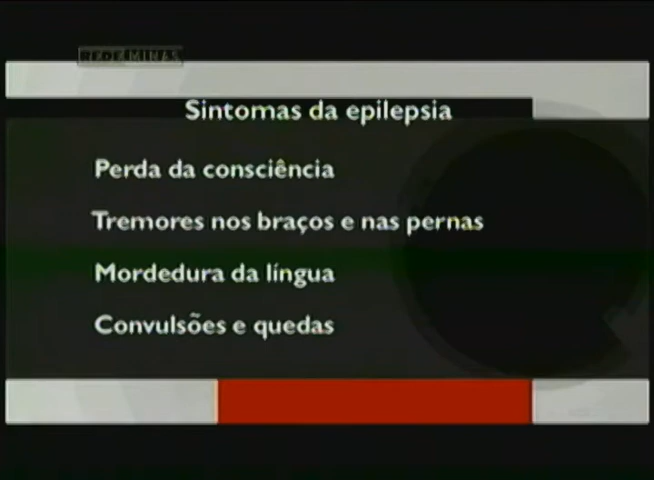 REDE MINAS
Sintomas da epilepsia
Perda da consciência
Tremores nos braços e nas pernas
Mordedura da língua
Convulsões e quedas